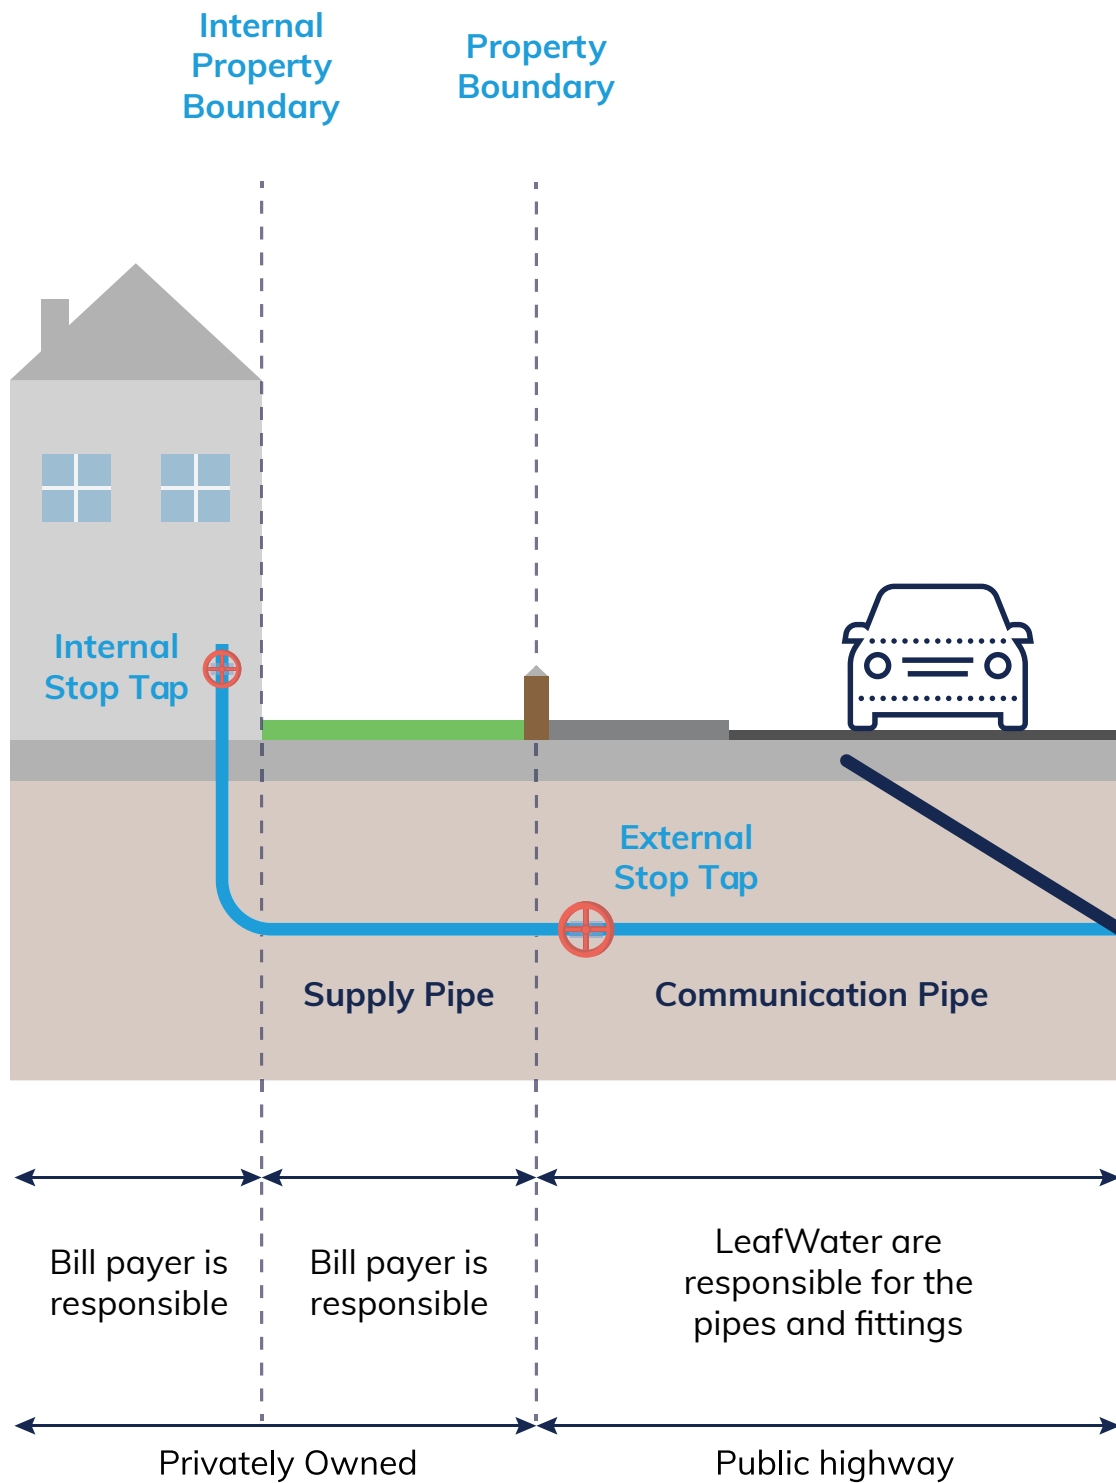 Internal
Property
Boundary
Property
Boundary
Internal
Stop Tap
External
Stop Tap
Supply Pipe
Communication Pipe
Bill payer is
responsible
Bill payer is
responsible
LeafWater are
responsible for the
pipes and fittings
Privately Owned
Public highway